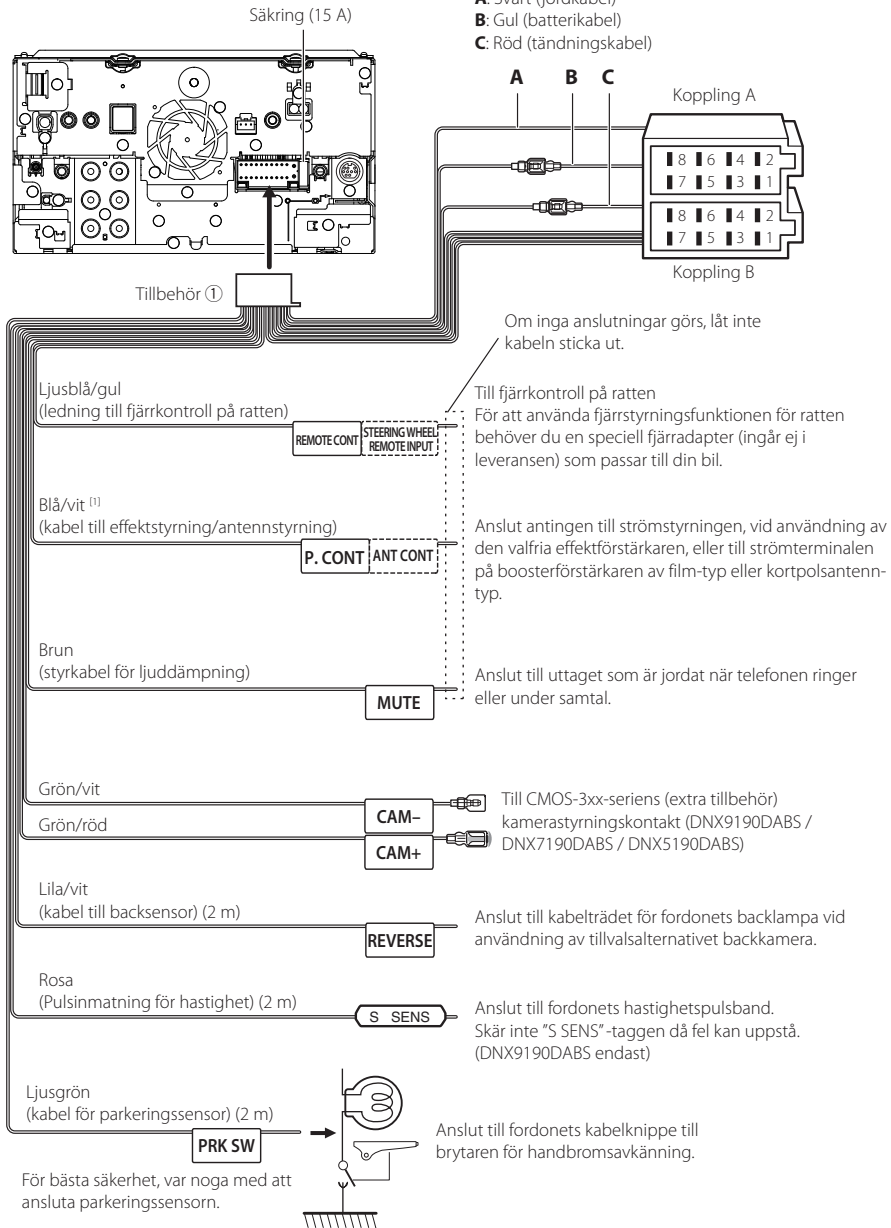 A: Svart (jordkabel)
Säkring (15 A)
B: Gul (batterikabel)
C: Röd (tändningskabel)
A B C
Koppling A
8 6 4 2
7 5 3 1
8 6 4 2
7 5 3 1
Koppling B
Tillbehör ①
Om inga anslutningar görs, låt inte
kabeln sticka ut.
Ljusblå/gul
(ledning till fjärrkontroll på ratten)
REMOTE CONT
STEERING WHEEL
REMOTE INPUT
Till fjärrkontroll på ratten
För att använda fjärrstyrningsfunktionen för ratten
behöver du en speciell fjärradapter (ingår ej i
leveransen) som passar till din bil.
Blå/vit [1]
(kabel till effektstyrning/antennstyrning)
P. CONT
ANT CONT
Anslut antingen till strömstyrningen, vid användning av
den valfria effektförstärkaren, eller till strömterminalen
på boosterförstärkaren av film-typ eller kortpolsantenn-
typ.
Brun
(styrkabel för ljuddämpning)
MUTE
Anslut till uttaget som är jordat när telefonen ringer
eller under samtal.
Grön/vit
CAM–
Grön/röd
CAM+
Till CMOS-3xx-seriens (extra tillbehör)
kamerastyrningskontakt (DNX9190DABS /
DNX7190DABS / DNX5190DABS)
Lila/vit
(kabel till backsensor) (2 m)
REVERSE
Anslut till kabelträdet för fordonets backlampa vid
användning av tillvalsalternativet backkamera.
Rosa
(Pulsinmatning för hastighet) (2 m)
S SENS
Anslut till fordonets hastighetspulsband.
Skär inte ”S SENS” -taggen då fel kan uppstå.
(DNX9190DABS endast)
Ljusgrön
(kabel för parkeringssensor) (2 m)
PRK SW
Anslut till fordonets kabelknippe till
brytaren för handbromsavkänning.
För bästa säkerhet, var noga med att
ansluta parkeringssensorn.